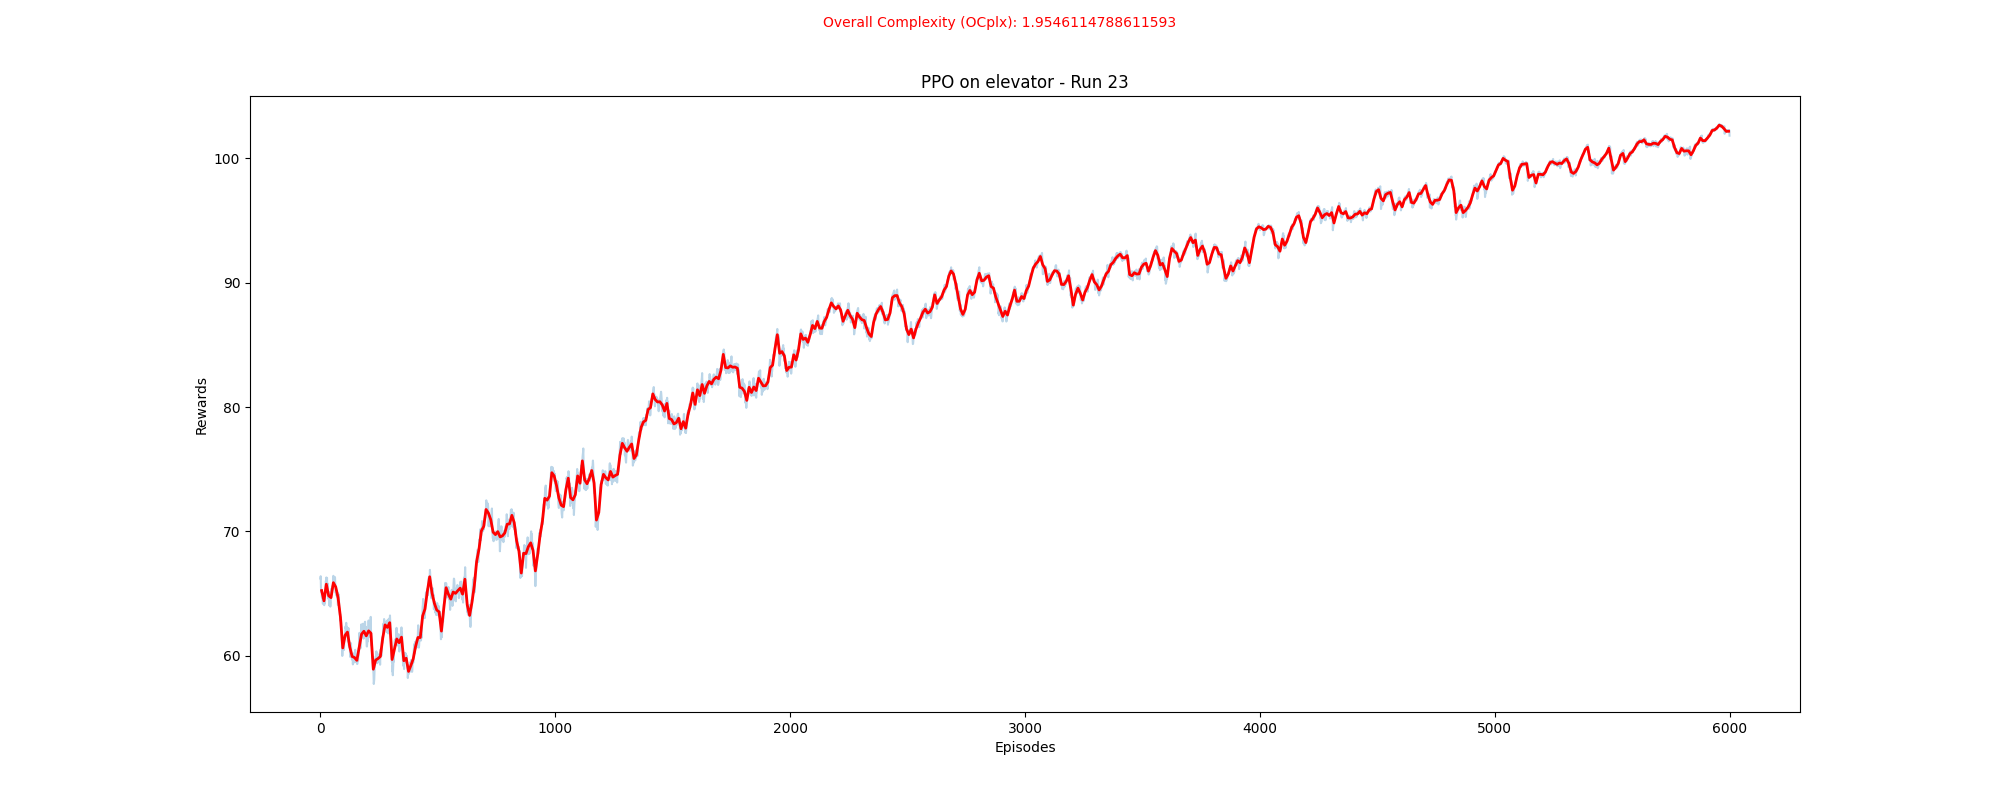 Overall Complexity (OCplx): 1.9546114788611593
PPO on elevator - Run 23
100
90
80
70
60
Rewards
0 1000 2000 3000 4000 5000 6000
Episodes